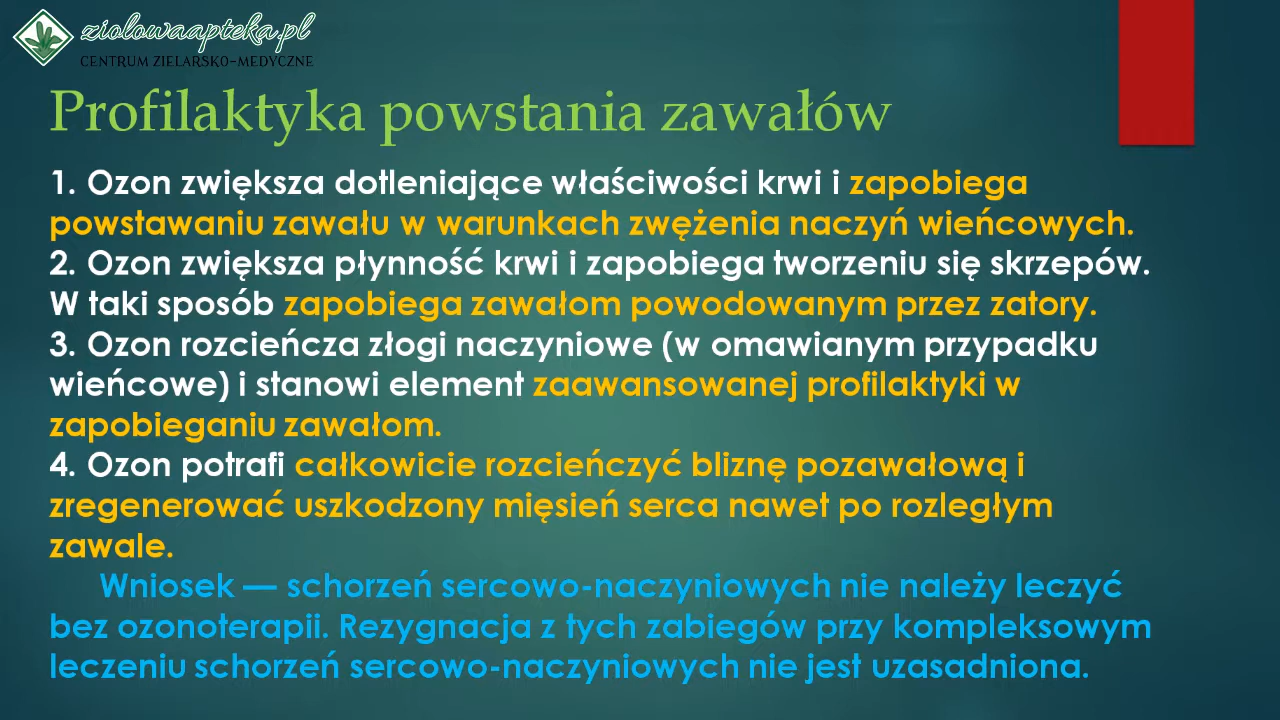 ziolowaapteka.pl
CENTRUM ZIELARSKO-MEDYCZNE
Profilaktyka powstania zawałów
1. Ozon zwiększa dotleniające właściwości krwi i zapobiega
powstawaniu zawału w warunkach zwężenia naczyń wieńcowych.
2. Ozon zwiększa płynność krwi i zapobiega tworzeniu się skrzepów.
W taki sposób zapobiega zawałom powodowanym przez zatory.
3. Ozon rozcieńcza złogi naczyniowe (w omawianym przypadku
wieńcowe) i stanowi element zaawansowanej profilaktyki w
zapobieganiu zawałom.
4. Ozon potrafi całkowicie rozcieńczyć bliznę pozawałową i
zregenerować uszkodzony mięsień serca nawet po rozległym
zawale.
Wniosek — schorzeń sercowo-naczyniowych nie należy leczyć
bez ozonoterapii. Rezygnacja z tych zabiegów przy kompleksowym
leczeniu schorzeń sercowo-naczyniowych nie jest uzasadniona.